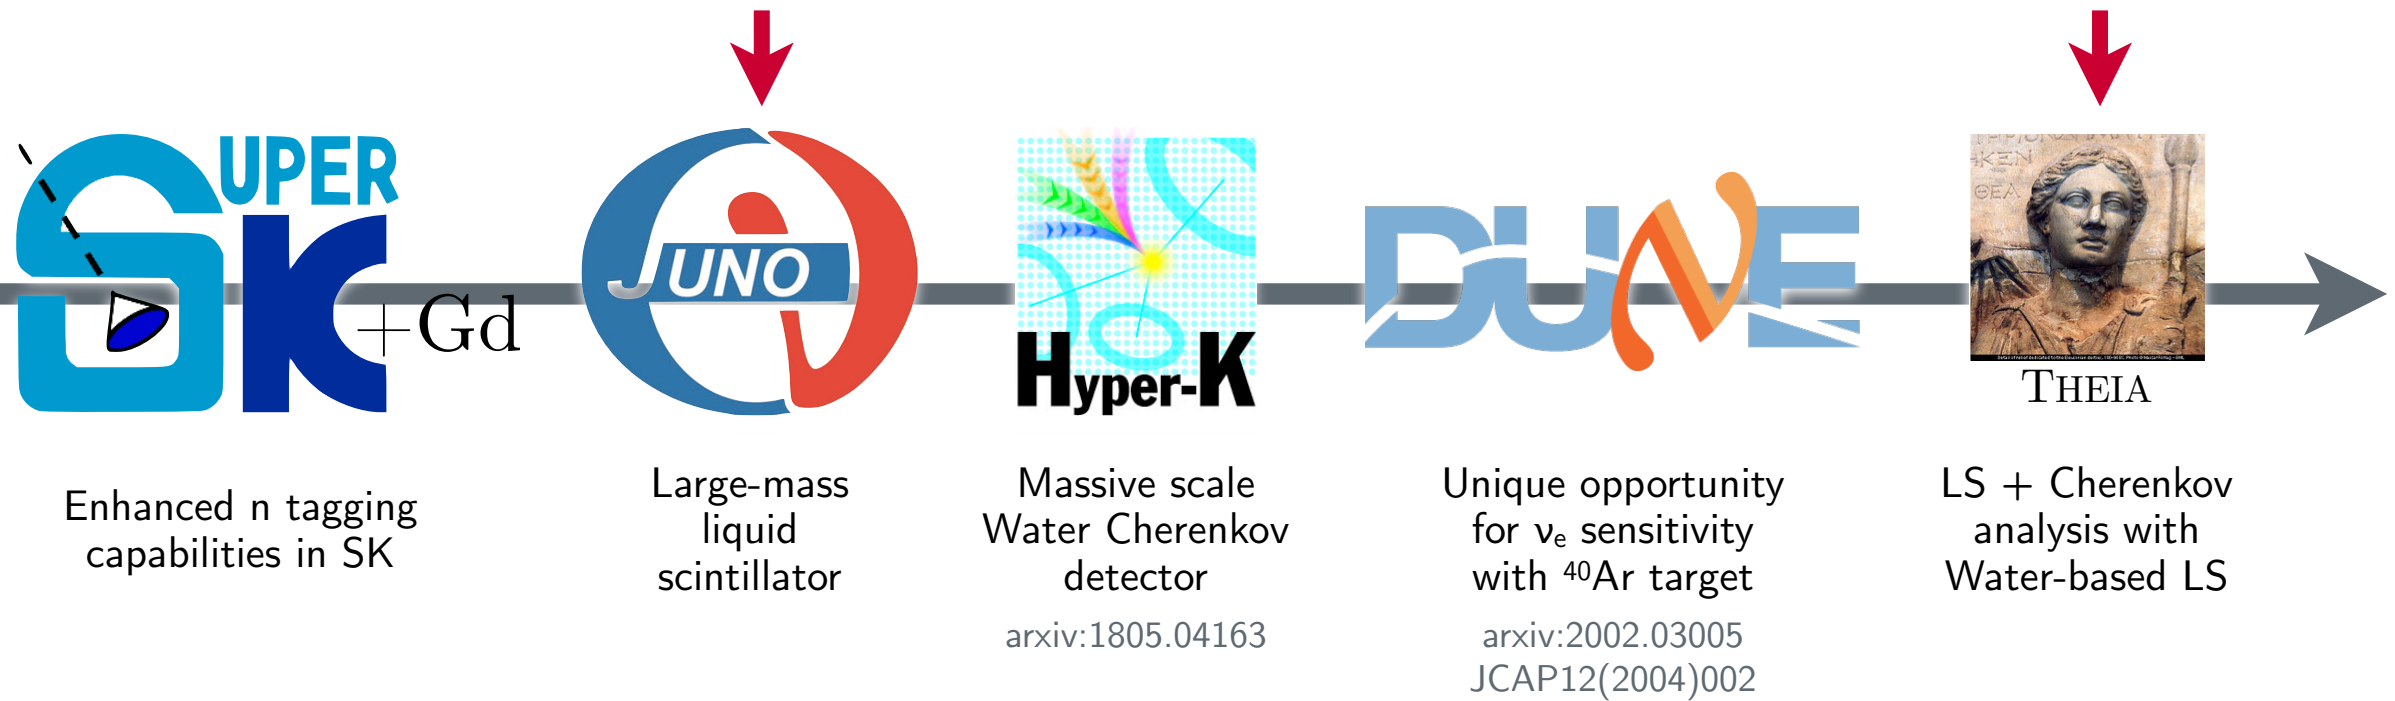 SUPER
K
+Gd
JUNO
Hyper-K
DUNE
ΘΕΑ
THEIA
Enhanced n tagging
capabilities in SK
Large-mass
liquid
scintillator
Massive scale
Water Cherenkov
detector
arxiv:1805.04163
Unique opportunity
for νₑ sensitivity
with ⁴⁰Ar target
arxiv:2002.03005
JCAP12(2004)002
LS + Cherenkov
analysis with
Water-based LS